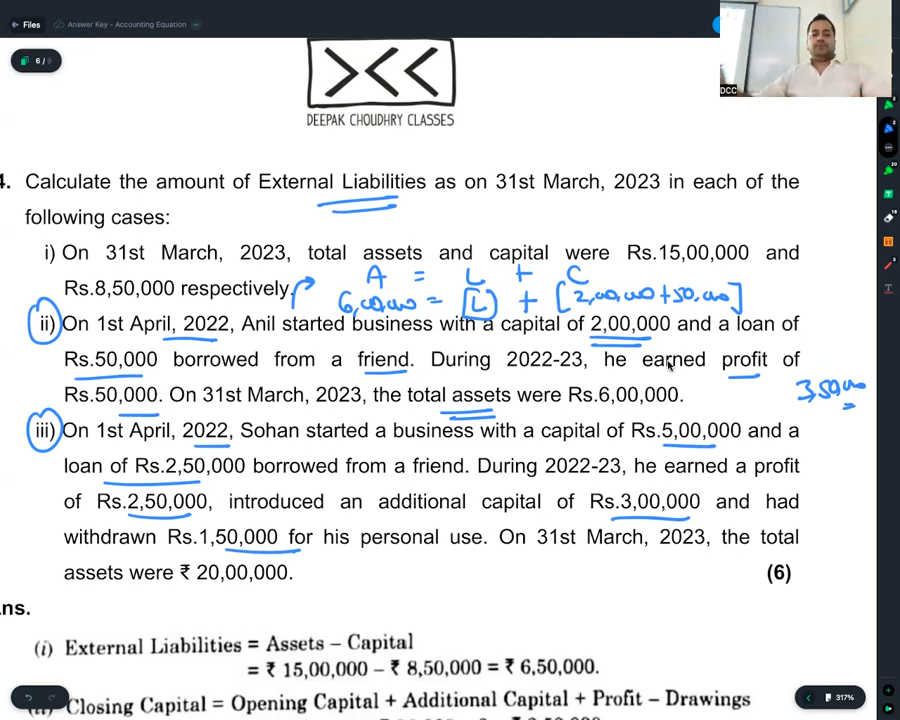 Files
Answer Key - Accounting Equation
6/9
DCC
DEEPAK CHOUDHRY CLASSES
4. Calculate the amount of External Liabilities as on 31st March, 2023 in each of the
following cases:
i) On 31st March, 2023, total assets and capital were Rs.15,00,000 and
A = L + C
Rs.8,50,000 respectively.
6,00,000 = [L] + [2,00,000+50,000]
ii) On 1st April, 2022, Anil started business with a capital of 2,00,000 and a loan of
Rs.50,000 borrowed from a friend. During 2022-23, he earned profit of
3,50,000
Rs.50,000. On 31st March, 2023, the total assets were Rs.6,00,000.
iii) On 1st April, 2022, Sohan started a business with a capital of Rs.5,00,000 and a
loan of Rs.2,50,000 borrowed from a friend. During 2022-23, he earned a profit
of Rs.2,50,000, introduced an additional capital of Rs.3,00,000 and had
withdrawn Rs.1,50,000 for his personal use. On 31st March, 2023, the total
assets were ₹ 20,00,000. (6)
ns.
(i) External Liabilities = Assets – Capital
= ₹ 15,00,000 – ₹ 8,50,000 = ₹ 6,50,000.
Closing Capital = Opening Capital + Additional Capital + Profit – Drawings
317%